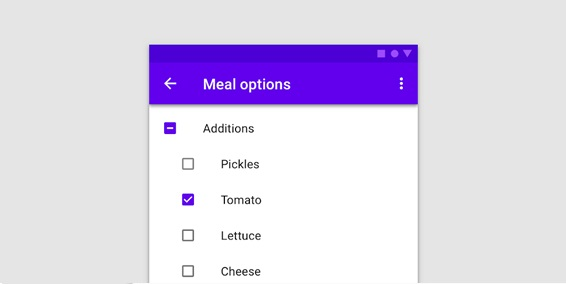 Meal options
Additions
Pickles
Tomato
Lettuce
Cheese